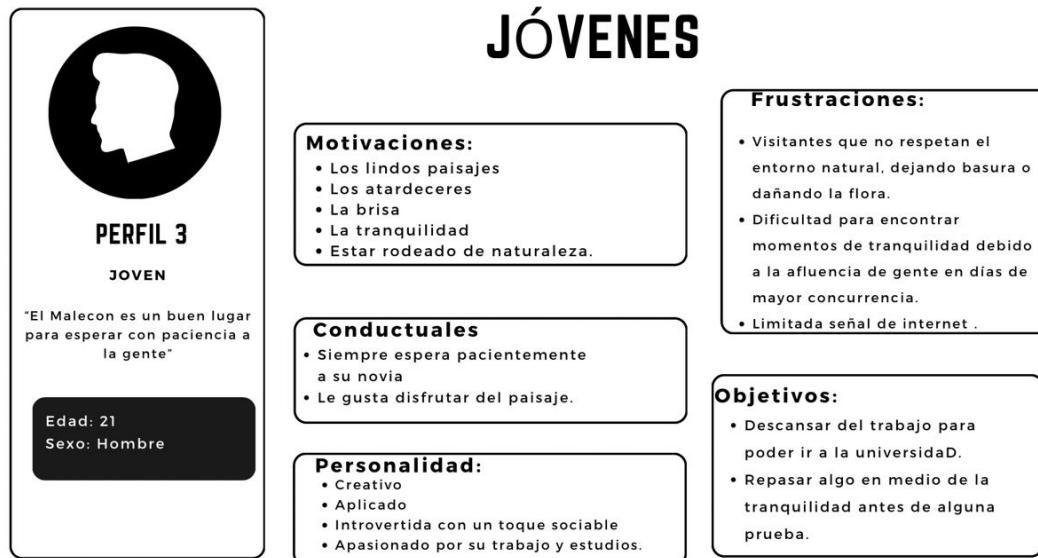 JÓVENES
PERFIL 3
JOVEN
"El Malecon es un buen lugar
para esperar con paciencia a
la gente"
Edad: 21
Sexo: Hombre
Motivaciones:
• Los lindos paisajes
• Los atardeceres
• La brisa
• La tranquilidad
• Estar rodeado de naturaleza.
Conductuales
• Siempre espera pacientemente
a su novia
• Le gusta disfrutar del paisaje.
Personalidad:
• Creativo
• Aplicado
• Introvertida con un toque sociable
• Apasionado por su trabajo y estudios.
Frustraciones:
• Visitantes que no respetan el
entorno natural, dejando basura o
dañando la flora.
• Dificultad para encontrar
momentos de tranquilidad debido
a la afluencia de gente en días de
mayor concurrencia.
• Limitada señal de internet .
Objetivos:
• Descansar del trabajo para
poder ir a la universidaD.
• Repasar algo en medio de la
tranquilidad antes de alguna
prueba.